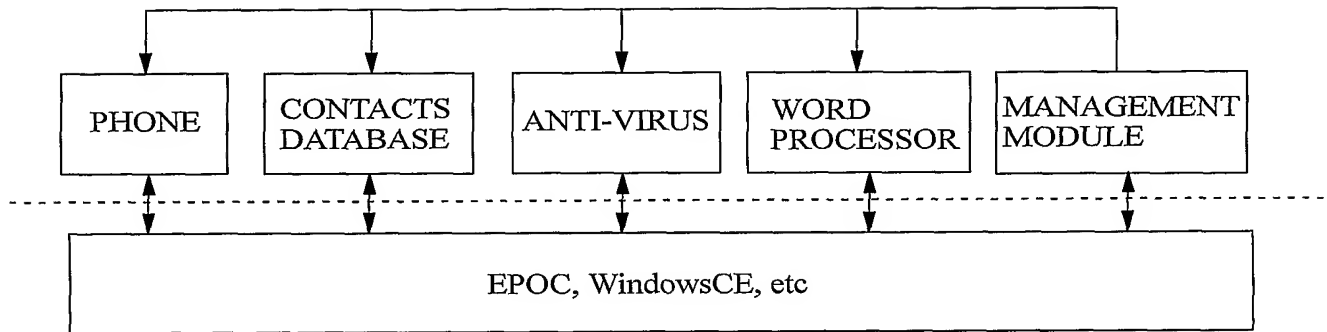 PHONE
CONTACTS
DATABASE
ANTI-VIRUS
WORD
PROCESSOR
MANAGEMENT
MODULE
EPOC, WindowsCE, etc